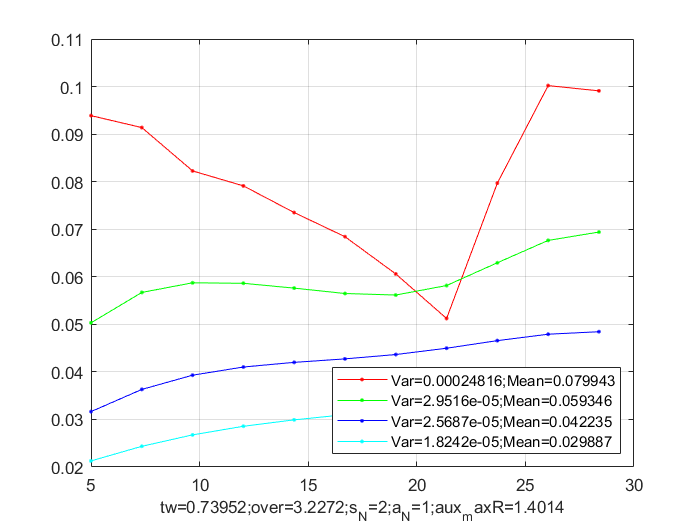 0.11
0.1
0.09
0.08
0.07
0.06
0.05
0.04
0.03
0.02
Var=0.00024816;Mean=0.079943
Var=2.9516e-05;Mean=0.059346
Var=2.5687e-05;Mean=0.042235
Var=1.8242e-05;Mean=0.029887
5 10 15 20 25 30
tw=0.73952;over=3.2272;s_N=2;a_N=1;aux_maxR=1.4014